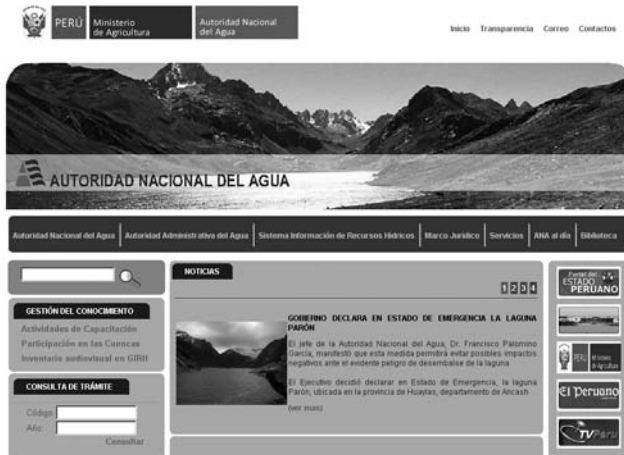 PERÚ
Ministerio
de Agricultura
Autoridad Nacional
del Agua
Inicio Transparencia Correo Contactos
AUTORIDAD NACIONAL DEL AGUA
Autoridad Nacional del Agua Autoridad Administrativa del Agua Sistema Información de Recursos Hídricos Marco Jurídico Servicios ANA al día Biblioteca
GESTIÓN DEL CONOCIMIENTO
Actividades de Capacitación
Participación en las Cuencas
Inventario audiovisual en GIRH
CONSULTA DE TRÁMITE
Código:
Año:
Consultar
NOTICIAS
1 2 3 4
GOBIERNO DECLARA EN ESTADO DE EMERGENCIA LA LAGUNA
PARÓN
El jefe de la Autoridad Nacional del Agua, Dr. Francisco Palomino
García, manifestó que esta medida permitirá evitar posibles impactos
negativos ante el evidente peligro de desembalse de la laguna
El Ejecutivo decidió declarar en Estado de Emergencia, la laguna
Parón, ubicada en la provincia de Huaylas, departamento de Ancash
(ver mas)
Portal del
ESTADO
PERUANO
PERÚ
Ministerio
de Agricultura
El Peruano
TVPeru